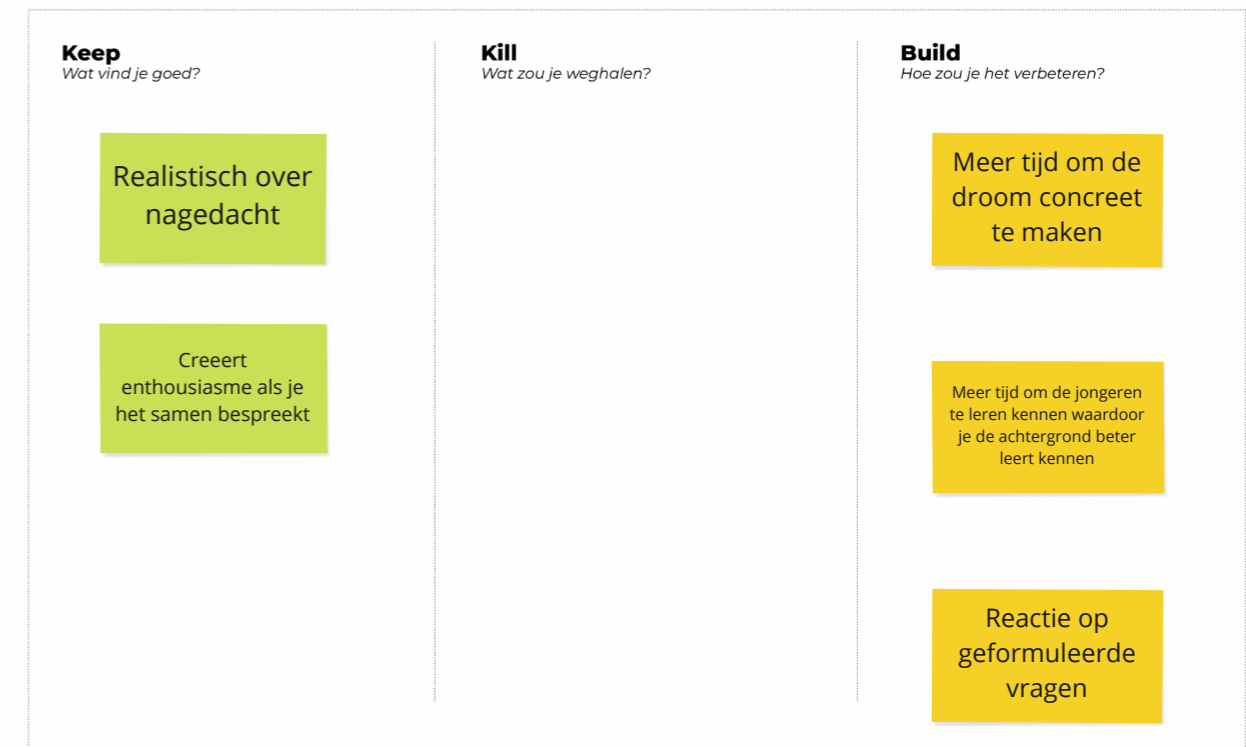 Keep
Wat vind je goed?
Realistisch over
nagedacht
Creeert
enthousiasme als je
het samen bespreekt
Kill
Wat zou je weghalen?
Build
Hoe zou je het verbeteren?
Meer tijd om de
droom concreet
te maken
Meer tijd om de jongeren
te leren kennen waardoor
je de achtergrond beter
leert kennen
Reactie op
geformuleerde
vragen